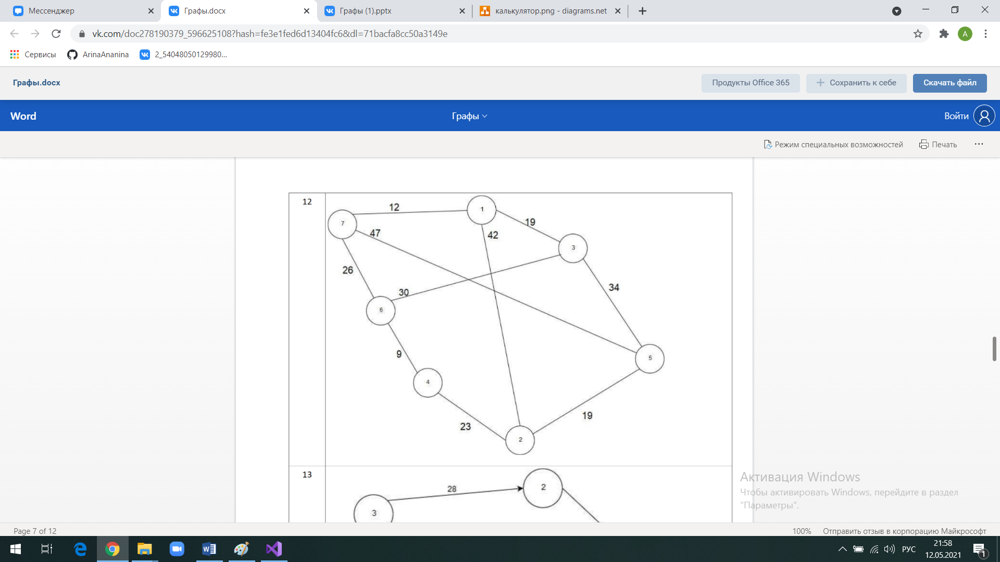 Мессенджер
Графы.docx
Графы (1).pptx
калькулятор.png - diagrams.net
vk.com/doc278190379_596625108?hash=fe3e1fed6d13404fc6&dl=71bacfa8cc50a3149e
A
Сервисы
ArinaAnanina
2_54048050129980...
Графы.docx
Продукты Office 365
+ Сохранить к себе
Скачать файл
Word
Графы
Войти
Режим специальных возможностей
Печать
...
12
12
1
7
47
42
19
3
26
30
34
6
9
5
4
23
19
2
13
28
2
3
Активация Windows
Чтобы активировать Windows, перейдите в раздел
"Параметры".
Page 7 of 12
100%
Отправить отзыв в корпорацию Майкрософт
РУС
21:58
12.05.2021
1